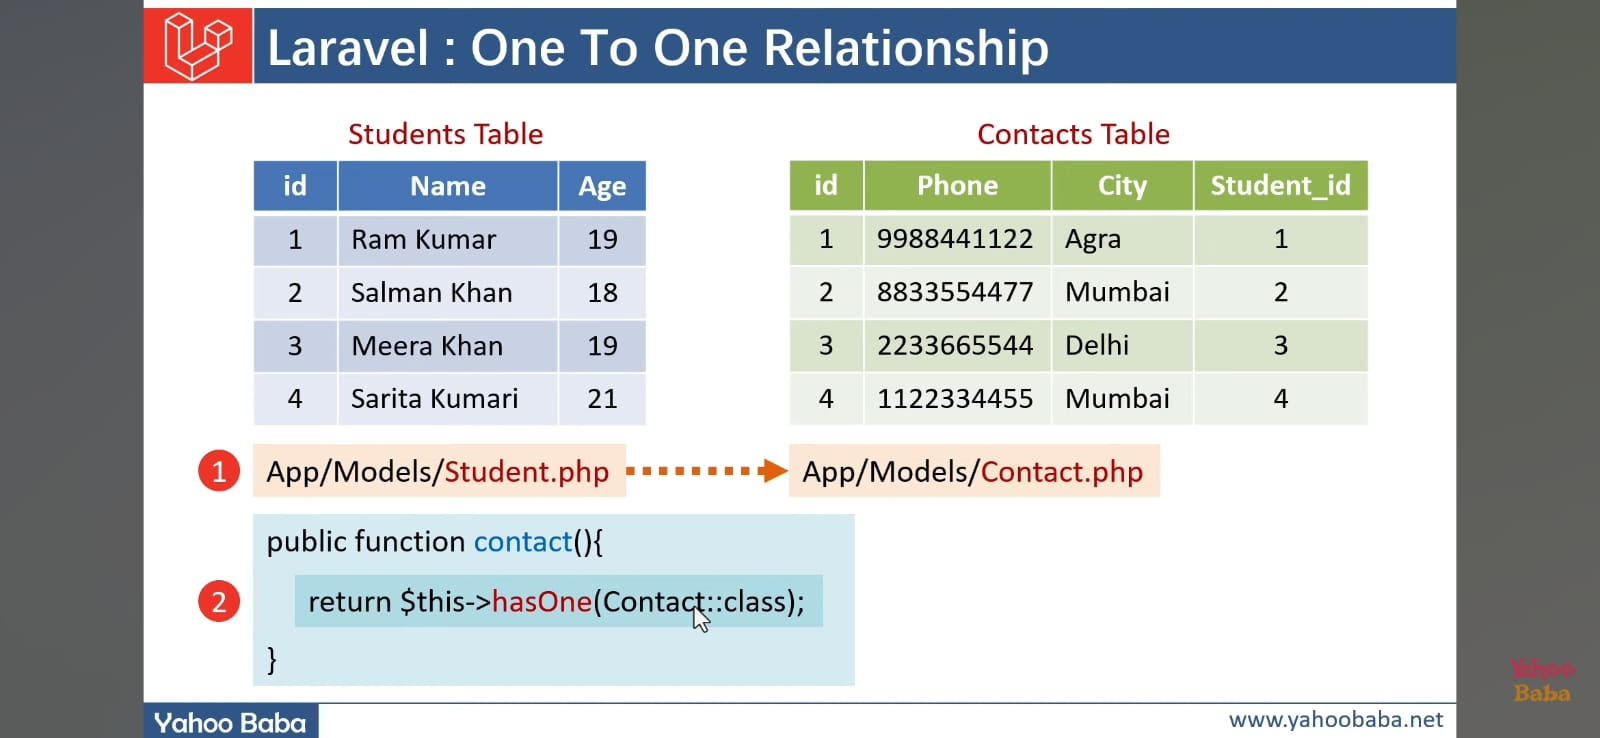 Laravel : One To One Relationship
Students Table
id Name Age
1 Ram Kumar 19
2 Salman Khan 18
3 Meera Khan 19
4 Sarita Kumari 21
Contacts Table
id Phone City Student_id
1 9988441122 Agra 1
2 8833554477 Mumbai 2
3 2233665544 Delhi 3
4 1122334455 Mumbai 4
1 App/Models/Student.php App/Models/Contact.php
public function contact(){
2 return $this->hasOne(Contact::class);
}
Yahoo Baba
www.yahoobaba.net
Yahoo
Baba